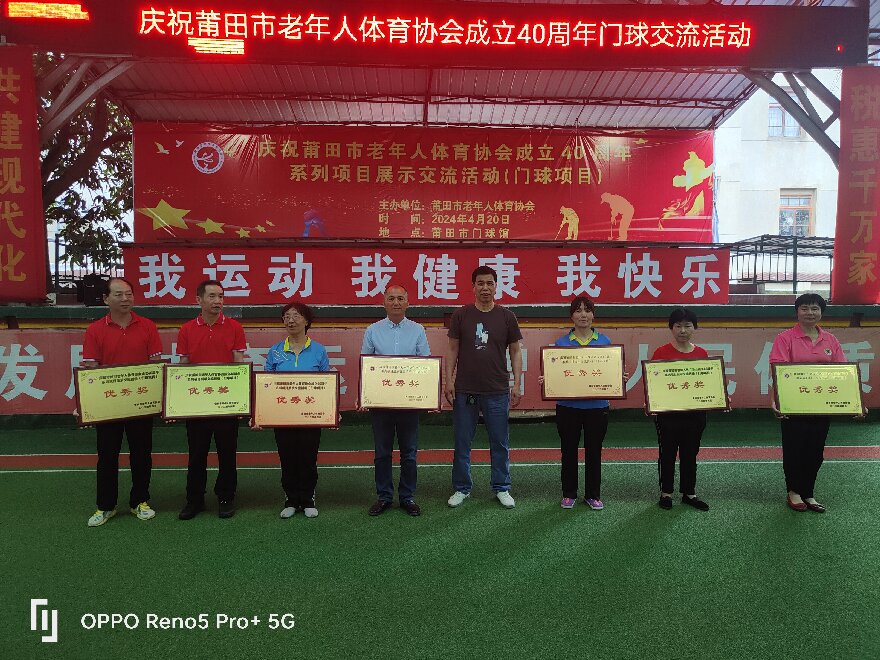 庆祝莆田市老年人体育协会成立40周年门球交流活动
共建现代化
税惠千万家
庆祝莆田市老年人体育协会成立40周年
系列项目展示交流活动(门球项目)
主办单位: 莆田市老年人体育协会
时 间: 2024年4月20日
地 点: 莆田市门球馆
我运动 我健康 我快乐
发
人民体质
优秀奖
优秀奖
优秀奖
优秀奖
优秀奖
优秀奖
优秀奖
OPPO Reno5 Pro+ 5G